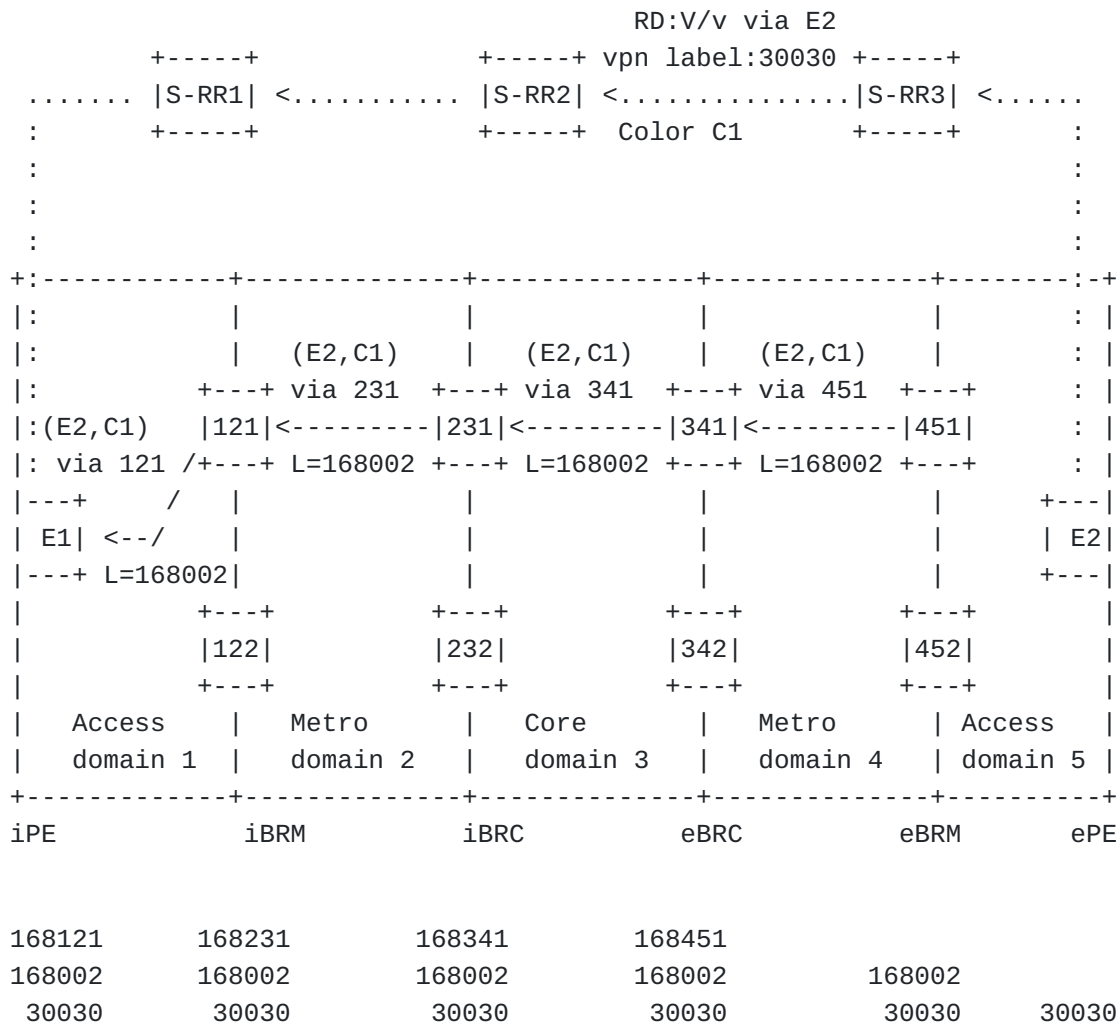 RD:V/v via E2
         +-----+              +-----+ vpn label:30030 +-----+
 ....... |S-RR1| <........... |S-RR2| <...............|S-RR3| <......
 :       +-----+              +-----+  Color C1       +-----+       :
 :                                                                  :
 :                                                                  :
 :                                                                  :
+:------------+--------------+--------------+--------------+--------:-+
|:            |              |              |              |        : |
|:            |   (E2,C1)    |   (E2,C1)    |   (E2,C1)    |        : |
|:          +---+ via 231  +---+ via 341  +---+ via 451  +---+      : |
|:(E2,C1)   |121|<---------|231|<---------|341|<---------|451|      : |
|: via 121 /+---+ L=168002 +---+ L=168002 +---+ L=168002 +---+      : |
|---+     /   |              |              |              |      +---|
| E1| <--/    |              |              |              |      | E2|
|---+ L=168002|              |              |              |      +---|
|           +---+          +---+          +---+          +---+        |
|           |122|          |232|          |342|          |452|        |
|           +---+          +---+          +---+          +---+        |
|   Access    |   Metro      |   Core       |   Metro      | Access   |
|   domain 1  |   domain 2   |   domain 3   |   domain 4   | domain 5 |
+-------------+--------------+--------------+--------------+----------+
iPE            iBRM          iBRC          eBRC          eBRM       ePE
168121      168231        168341        168451
168002      168002        168002        168002         168002
 30030       30030         30030         30030          30030     30030